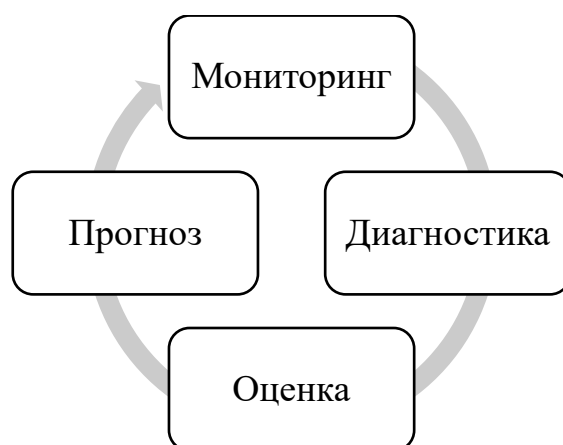 Мониторинг
Прогноз
Диагностика
Оценка